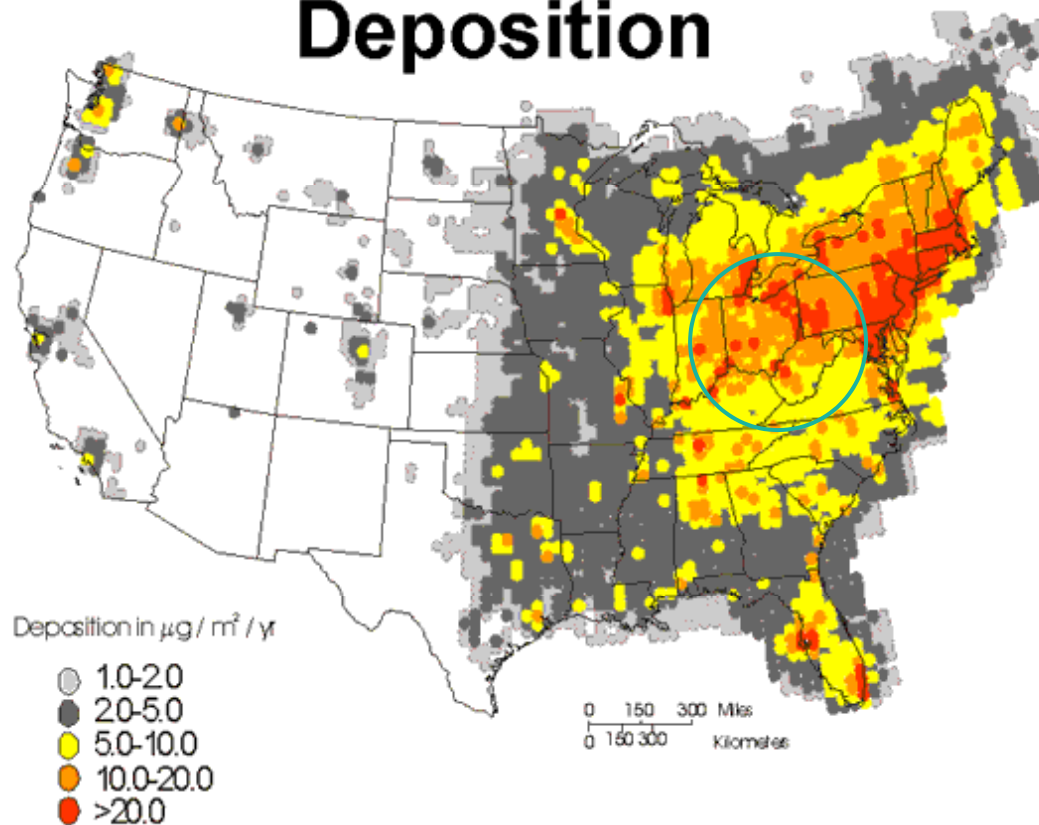 Deposition
Deposition in μg / m² / yr
1.0-2.0
2.0-5.0
5.0-10.0
10.0-20.0
>20.0
0 150 300 Miles
0 150 300 Kilometers